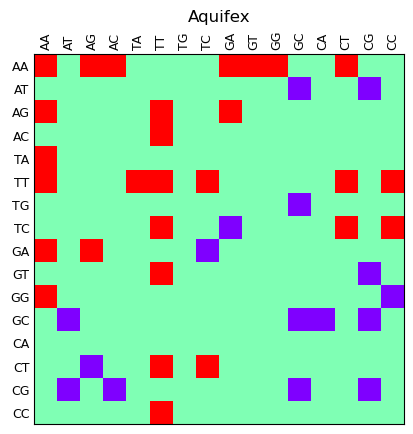 Aquifex
AA AT AG AC TA TT TG TC GA GT GG GC CA CT CG CC
AA
AT
AG
AC
TA
TT
TG
TC
GA
GT
GG
GC
CA
CT
CG
CC